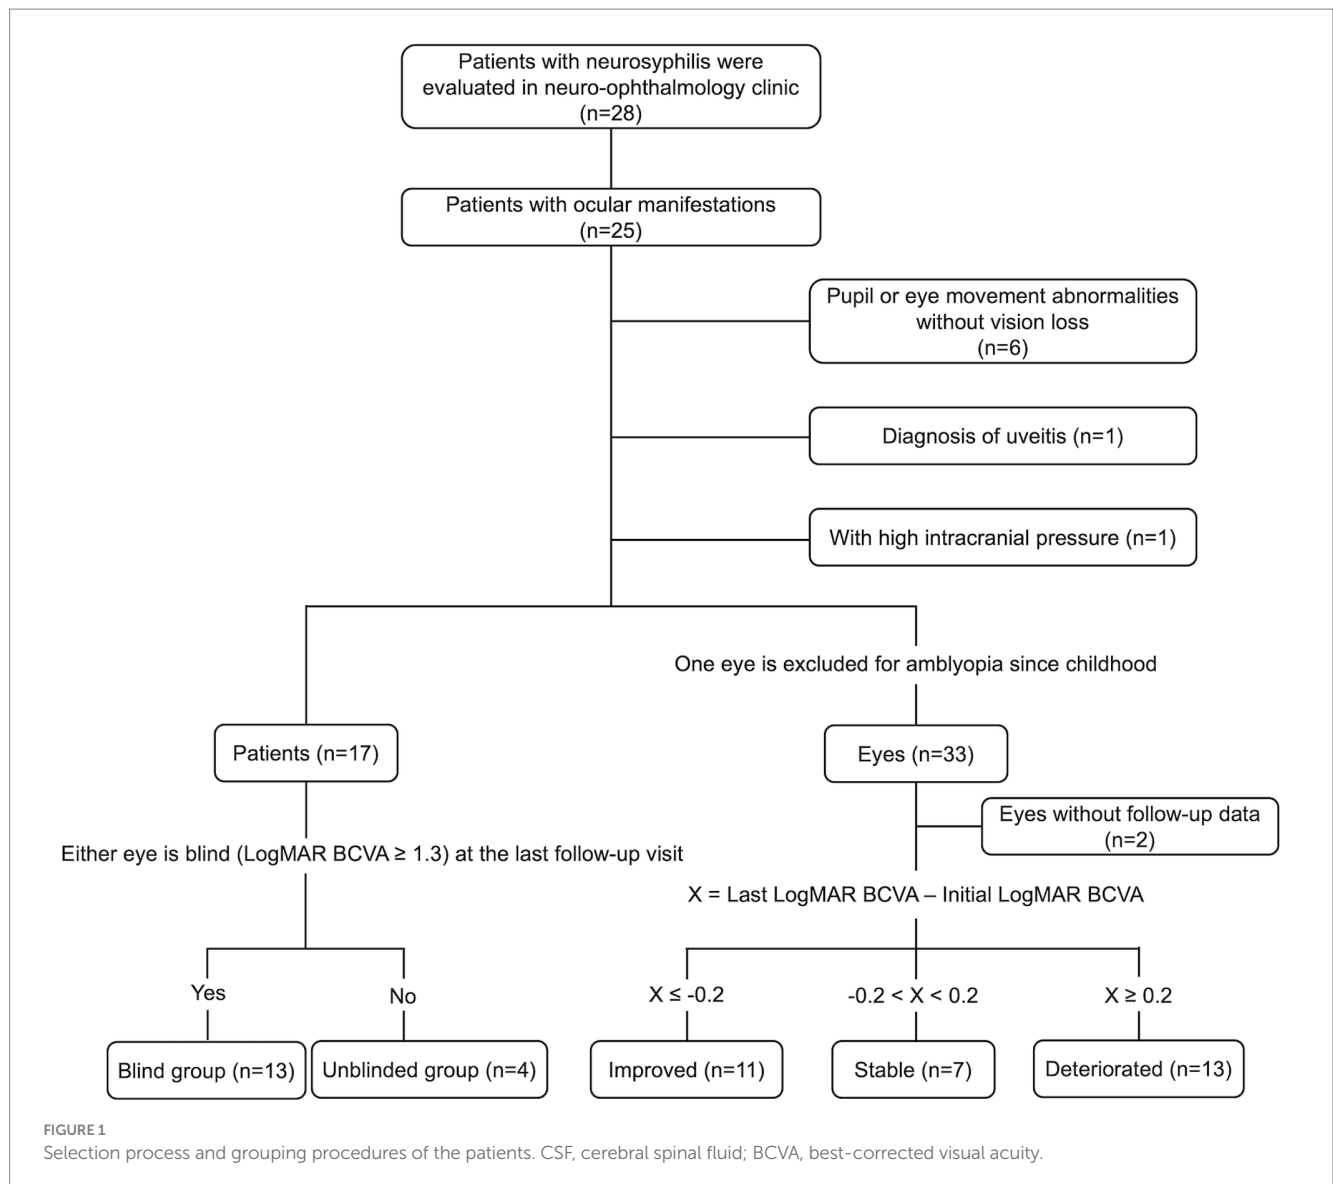 Patients with neurosyphilis were
evaluated in neuro-ophthalmology clinic
(n=28)
Patients with ocular manifestations
(n=25)
Pupil or eye movement abnormalities
without vision loss
(n=6)
Diagnosis of uveitis (n=1)
With high intracranial pressure (n=1)
One eye is excluded for amblyopia since childhood
Patients (n=17)
Eyes (n=33)
Eyes without follow-up data
(n=2)
Either eye is blind (LogMAR BCVA ≥ 1.3) at the last follow-up visit
X = Last LogMAR BCVA – Initial LogMAR BCVA
Yes
No
X ≤ -0.2
-0.2 < X < 0.2
X ≥ 0.2
Blind group (n=13)
Unblinded group (n=4)
Improved (n=11)
Stable (n=7)
Deteriorated (n=13)
FIGURE 1
Selection process and grouping procedures of the patients. CSF, cerebral spinal fluid; BCVA, best-corrected visual acuity.